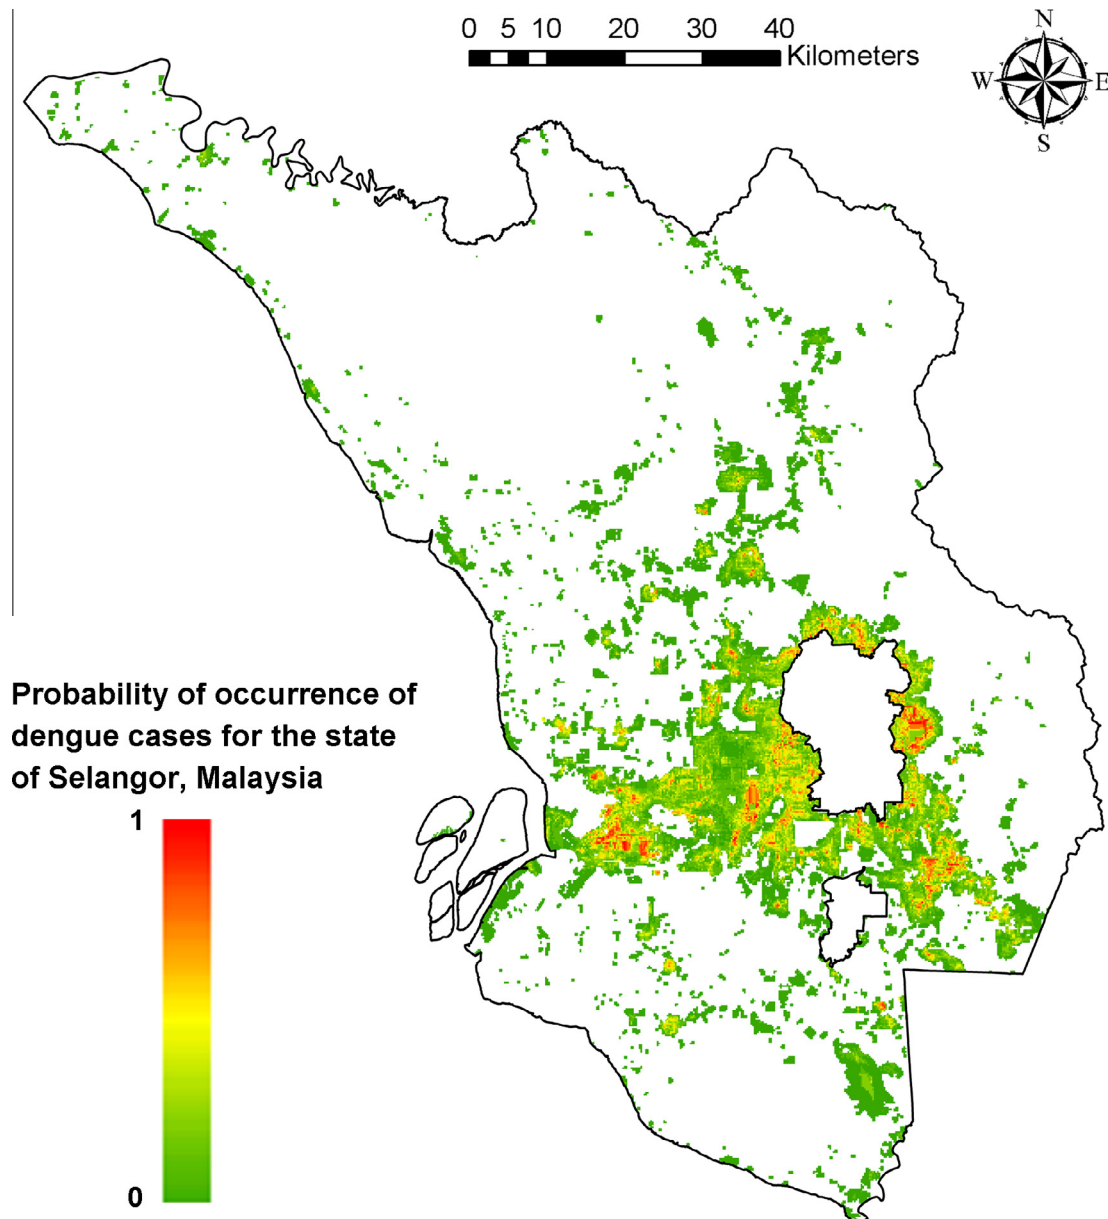 0 5 10 20 30 40
Kilometers
N
W E
S
Probability of occurrence of
dengue cases for the state
of Selangor, Malaysia
1
0